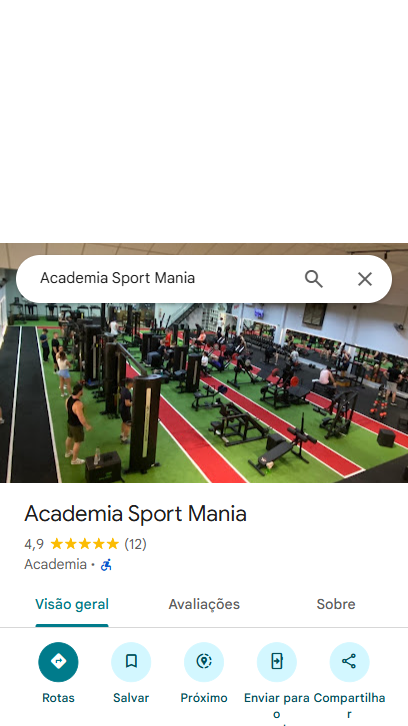 Academia Sport Mania
Academia Sport Mania
4,9 (12)
Academia ·
Visão geral Avaliações Sobre
Rotas Salvar Próximo Enviar para o Compartilhar